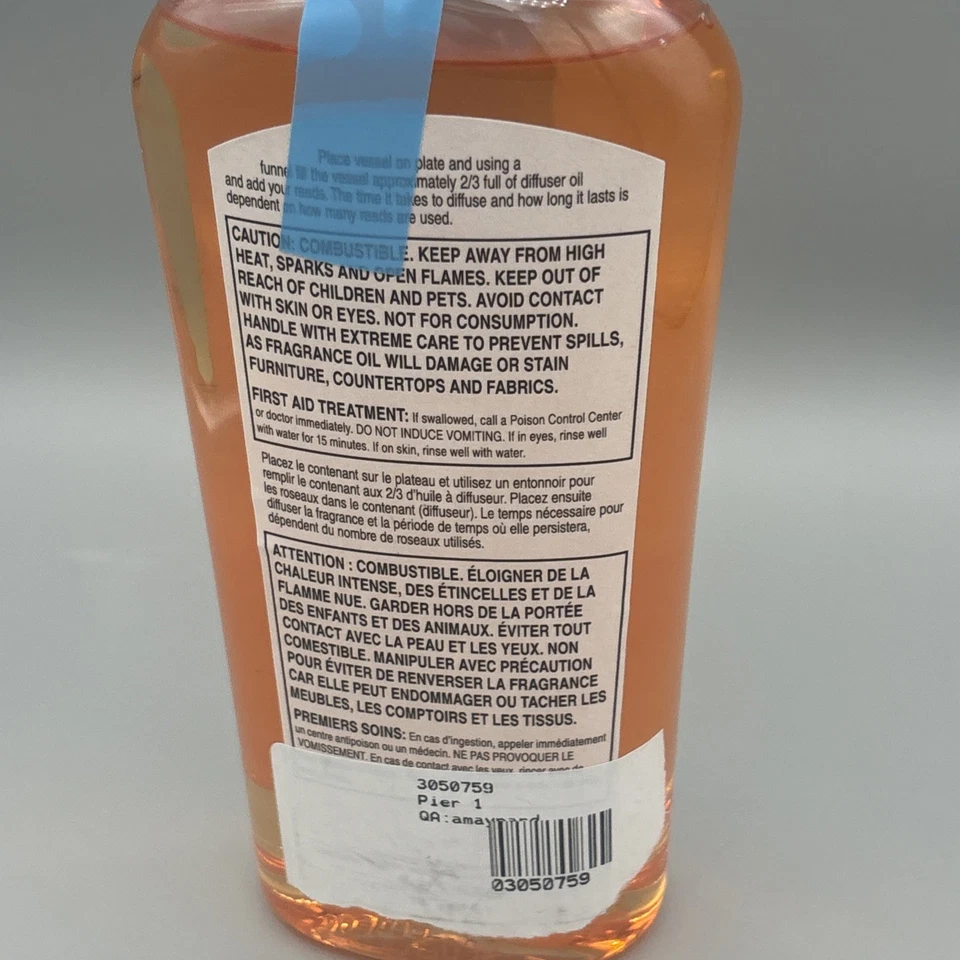 Place vessel on plate and using a
funnel fill the vessel approximately 2/3 full of diffuser oil
and add your reeds. The time it takes to diffuse and how long it lasts is
dependent on how many reeds are used.
CAUTION: COMBUSTIBLE. KEEP AWAY FROM HIGH
HEAT, SPARKS AND OPEN FLAMES. KEEP OUT OF
REACH OF CHILDREN AND PETS. AVOID CONTACT
WITH SKIN OR EYES. NOT FOR CONSUMPTION.
HANDLE WITH EXTREME CARE TO PREVENT SPILLS,
AS FRAGRANCE OIL WILL DAMAGE OR STAIN
FURNITURE, COUNTERTOPS AND FABRICS.
FIRST AID TREATMENT: If swallowed, call a Poison Control Center
or doctor immediately. DO NOT INDUCE VOMITING. If in eyes, rinse well
with water for 15 minutes. If on skin, rinse well with water.
Placez le contenant sur le plateau et utilisez un entonnoir pour
remplir le contenant aux 2/3 d'huile à diffuseur. Placez ensuite
les roseaux dans le contenant (diffuseur). Le temps nécessaire pour
diffuser la fragrance et la période de temps où elle persistera,
dépendent du nombre de roseaux utilisés.
ATTENTION : COMBUSTIBLE. ÉLOIGNER DE LA
CHALEUR INTENSE, DES ÉTINCELLES ET DE LA
FLAMME NUE. GARDER HORS DE LA PORTÉE
DES ENFANTS ET DES ANIMAUX. ÉVITER TOUT
CONTACT AVEC LA PEAU ET LES YEUX. NON
COMESTIBLE. MANIPULER AVEC PRÉCAUTION
POUR ÉVITER DE RENVERSER LA FRAGRANCE
CAR ELLE PEUT ENDOMMAGER OU TACHER LES
MEUBLES, LES COMPTOIRS ET LES TISSUS.
PREMIERS SOINS: En cas d'ingestion, appeler immédiatement
un centre antipoison ou un médecin. NE PAS PROVOQUER LE
VOMISSEMENT. En cas de contact avec les yeux, rincer avec de
3050759
Pier 1
QA:amaynard
03050759